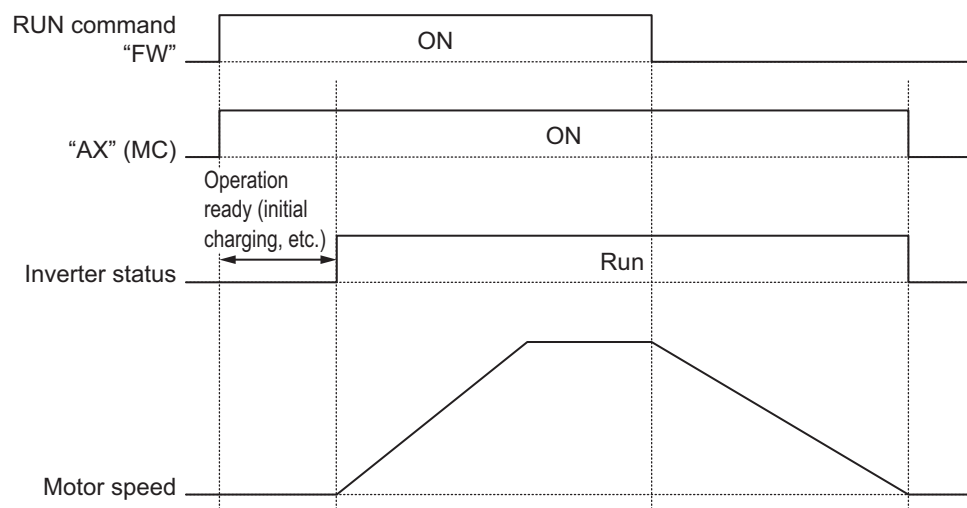 RUN command
“FW”
ON
“AX” (MC)
ON
Operation
ready (initial
charging, etc.)
Inverter status
Run
Motor speed